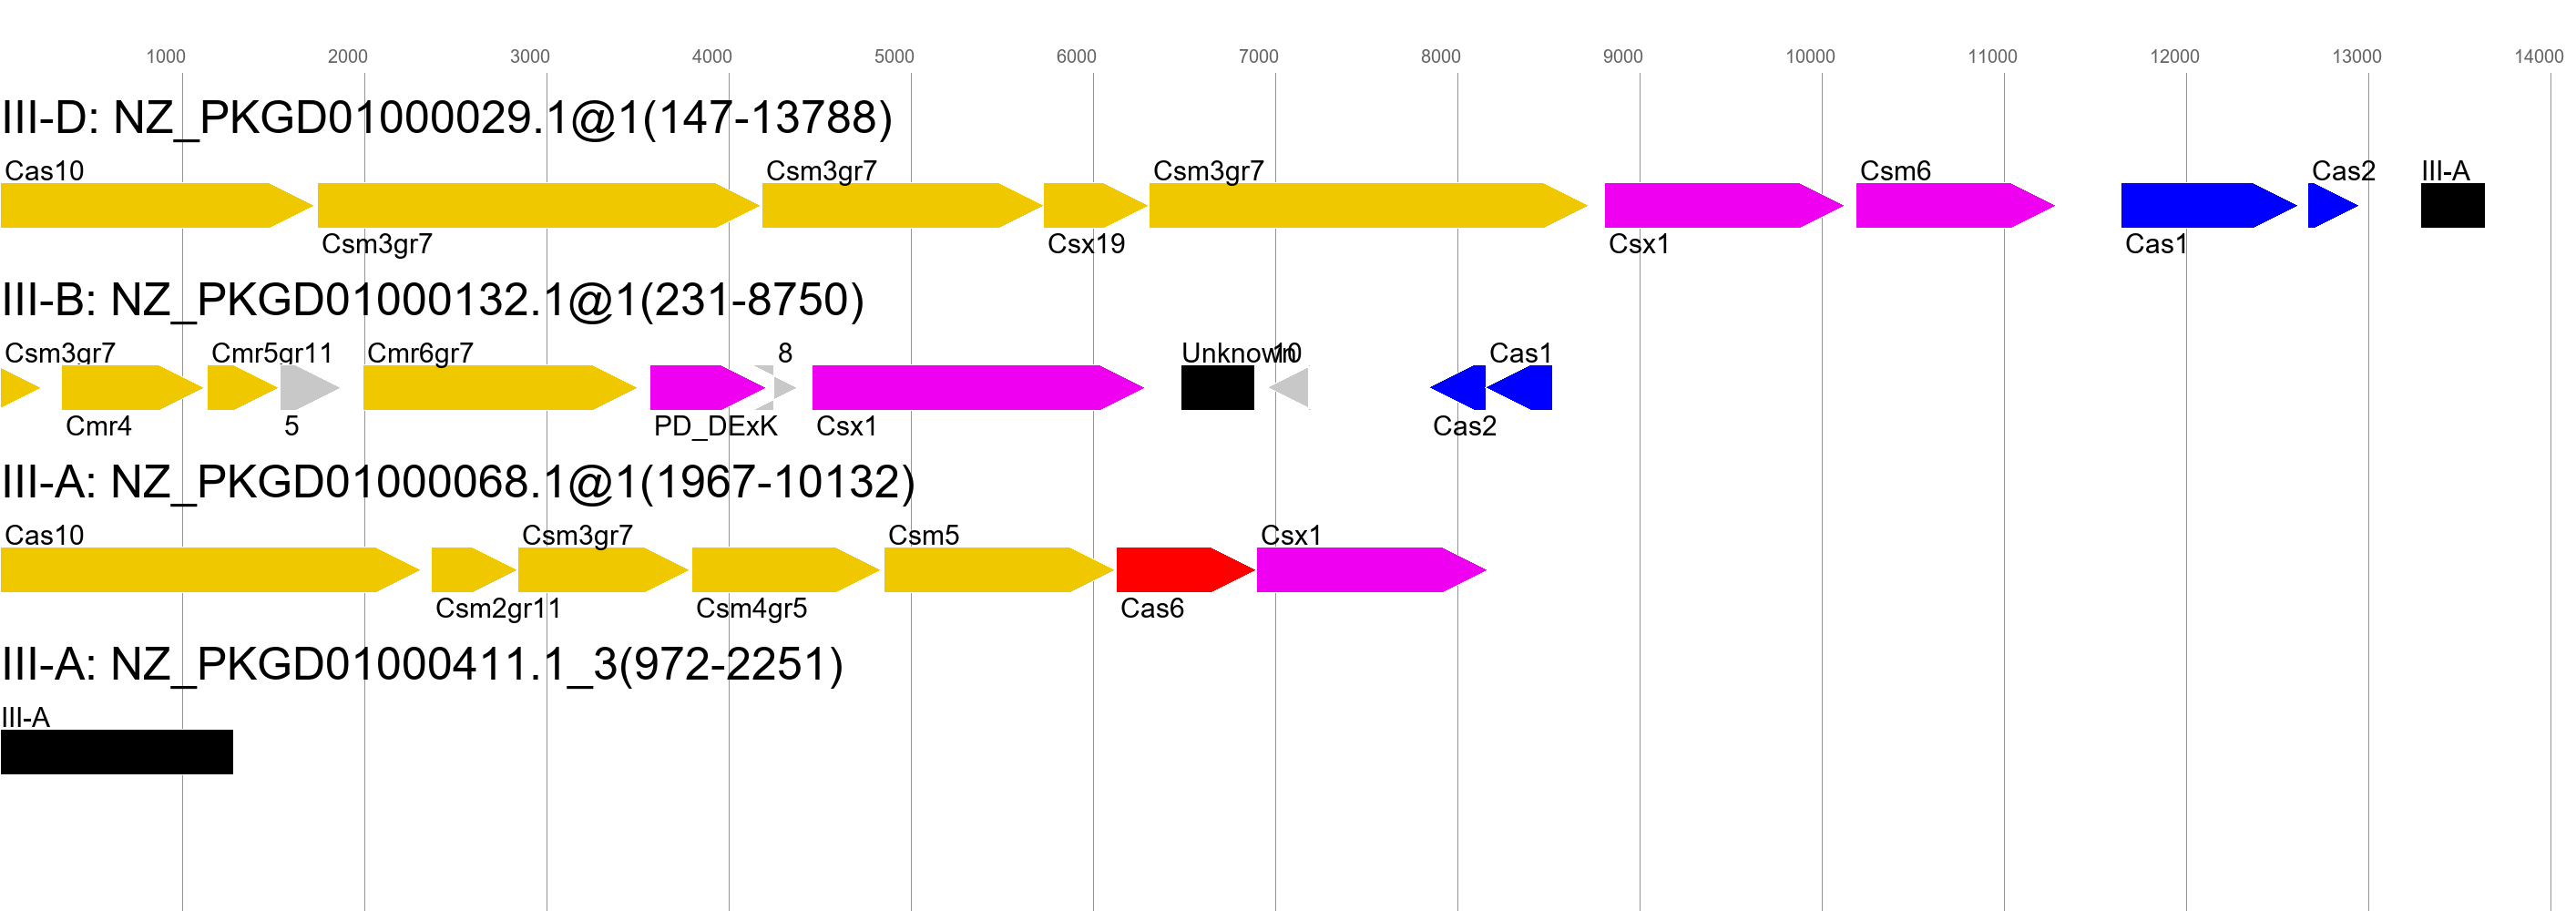 1000 2000 3000 4000 5000 6000 7000 8000 9000 10000 11000 12000 13000 14000
III-D: NZ_PKGD01000029.1@1(147-13788)
Cas10 Csm3gr7 Csm3gr7 Csm6 Cas2 III-A
Csm3gr7 Csx19 Csx1 Cas1
III-B: NZ_PKGD01000132.1@1(231-8750)
Csm3gr7 Cmr5gr11 Cmr6gr7 8 Unknown 10 Cas1
Cmr4 5 PD_DExK Csx1 Cas2
III-A: NZ_PKGD01000068.1@1(1967-10132)
Cas10 Csm3gr7 Csm5 Csx1
Csm2gr11 Csm4gr5 Cas6
III-A: NZ_PKGD01000411.1_3(972-2251)
III-A